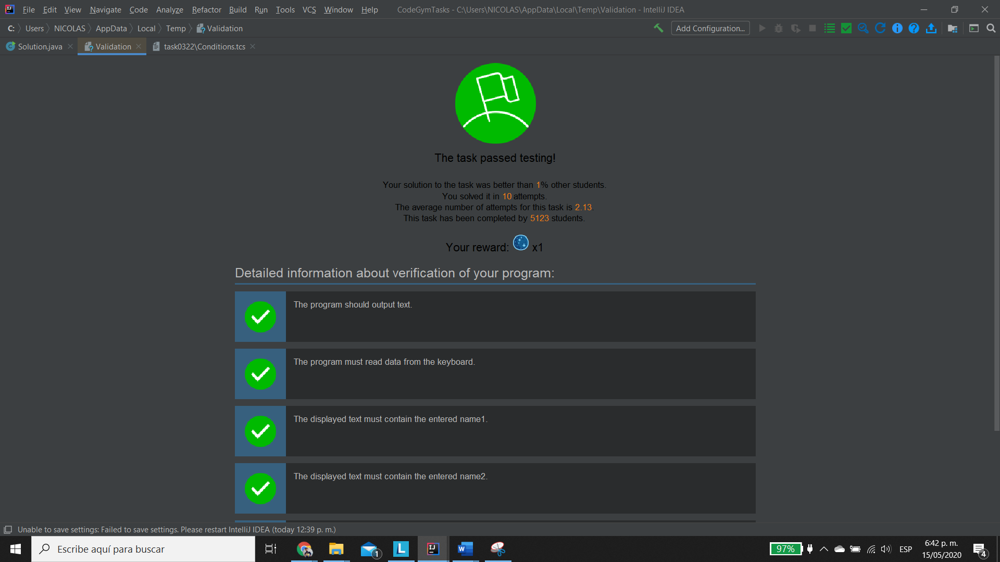 File Edit View Navigate Code Analyze Refactor Build Run Tools VCS Window Help CodeGymTasks - C:\Users\NICOLAS\AppData\Local\Temp\Validation - IntelliJ IDEA
C: Users NICOLAS AppData Local Temp Validation Add Configuration...
Solution.java Validation task0322\Conditions.tcs
The task passed testing!
Your solution to the task was better than 1% other students.
You solved it in 10 attempts.
The average number of attempts for this task is 2.13.
This task has been completed by 5123 students.
Your reward: x1
Detailed information about verification of your program:
The program should output text.
The program must read data from the keyboard.
The displayed text must contain the entered name1.
The displayed text must contain the entered name2.
Unable to save settings: Failed to save settings. Please restart IntelliJ IDEA (today 12:39 p. m.)
Escribe aquí para buscar
1
97%
ESP
6:42 p. m.
15/05/2020
4